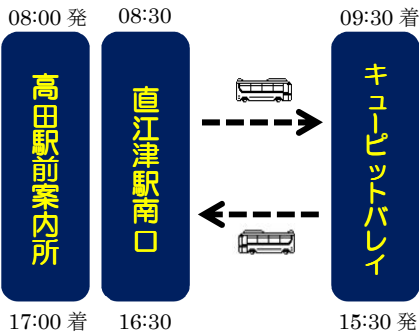 08:00 発
08:30
09:30 着
高田駅前案内所
直江津駅南口
キューピットバレイ
17:00 着
16:30
15:30 発